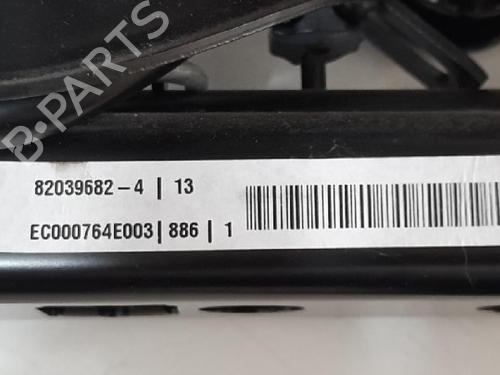 B-PARTS
82039682-4 | 13
EC000764E003 | 886 | 1